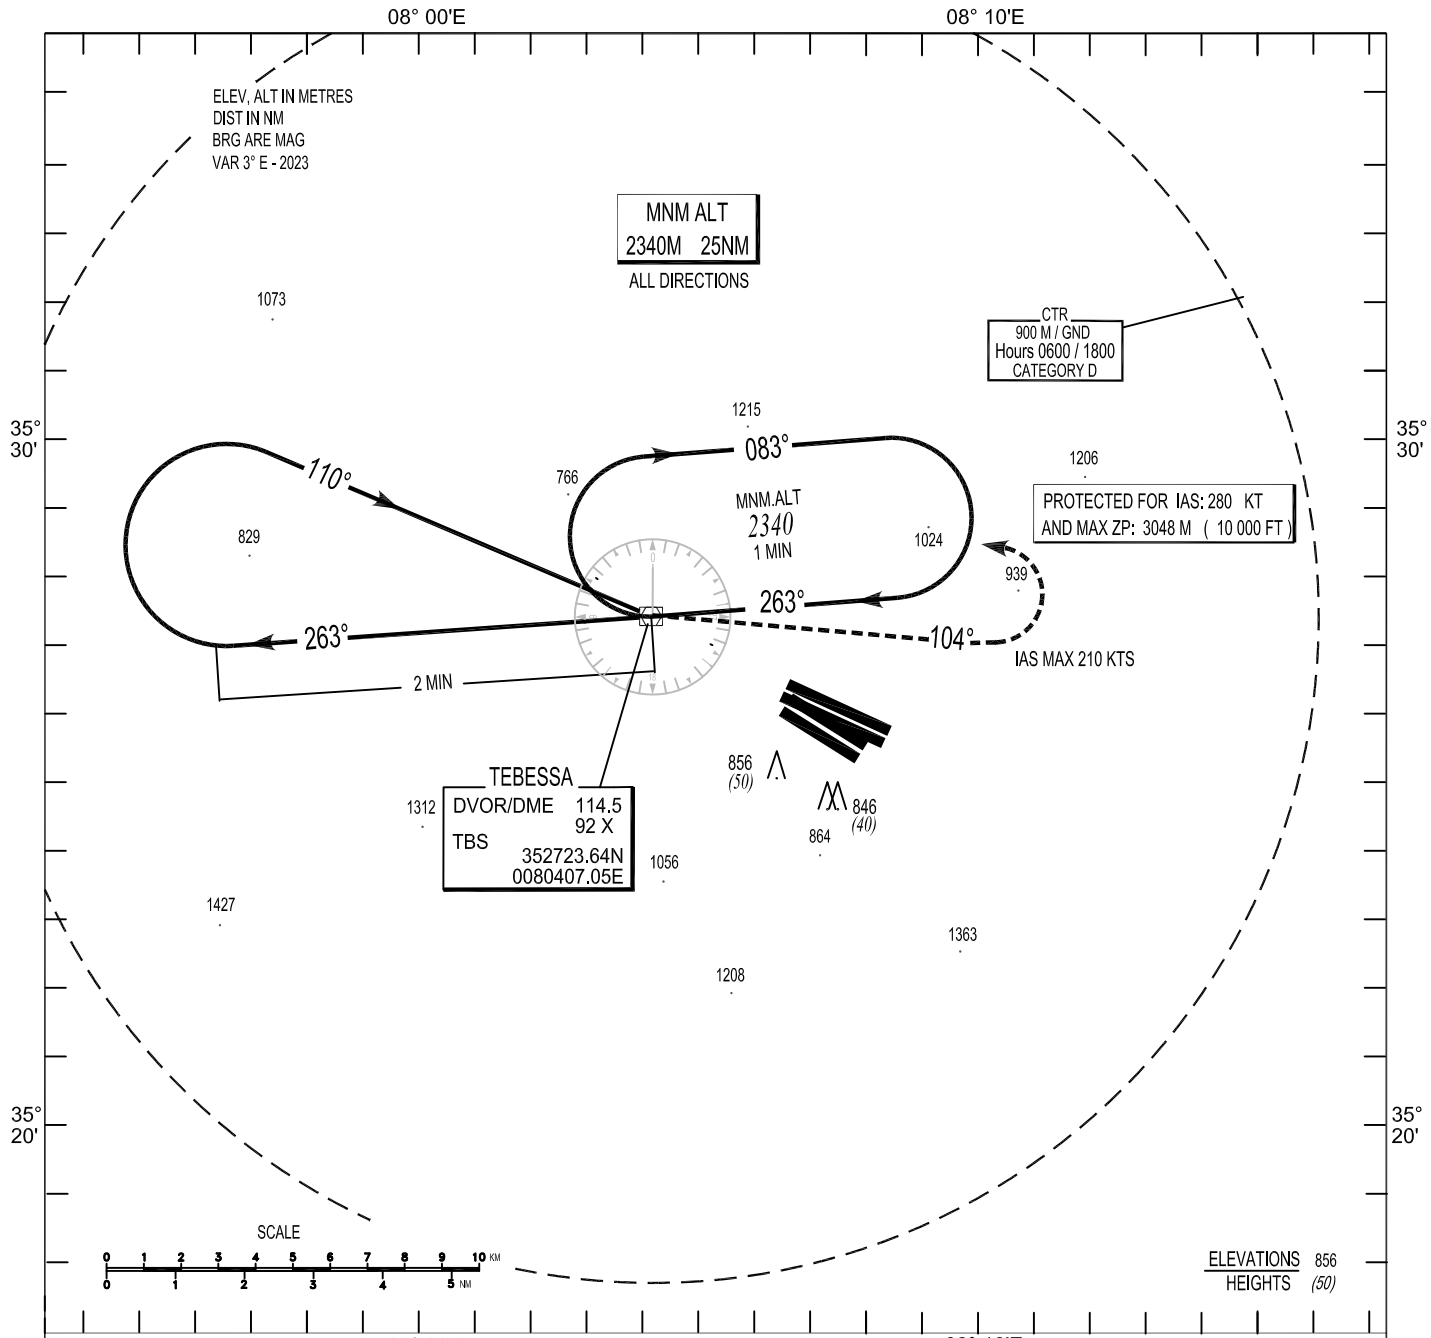 08° 00'E
08° 10'E
ELEV, ALT IN METRES
DIST IN NM
BRG ARE MAG
VAR 3° E - 2023
MNM ALT
2340M 25NM
ALL DIRECTIONS
1073
CTR
900 M / GND
Hours 0600 / 1800
CATEGORY D
35°
30'
35°
30'
1215
083°
1206
110°
766
MNM.ALT
2340
1 MIN
PROTECTED FOR IAS: 280 KT
AND MAX ZP: 3048 M ( 10 000 FT )
829
1024
939
0
263°
263°
104°
IAS MAX 210 KTS
2 MIN
18
856
(50)
TEBESSA
DVOR/DME 114.5
92 X
TBS
352723.64N
0080407.05E
1312
846
(40)
864
1056
1427
1363
1208
35°
20'
35°
20'
SCALE
0 1 2 3 4 5 6 7 8 9 10 KM
0 1 2 3 4 5 NM
ELEVATIONS 856
HEIGHTS (50)